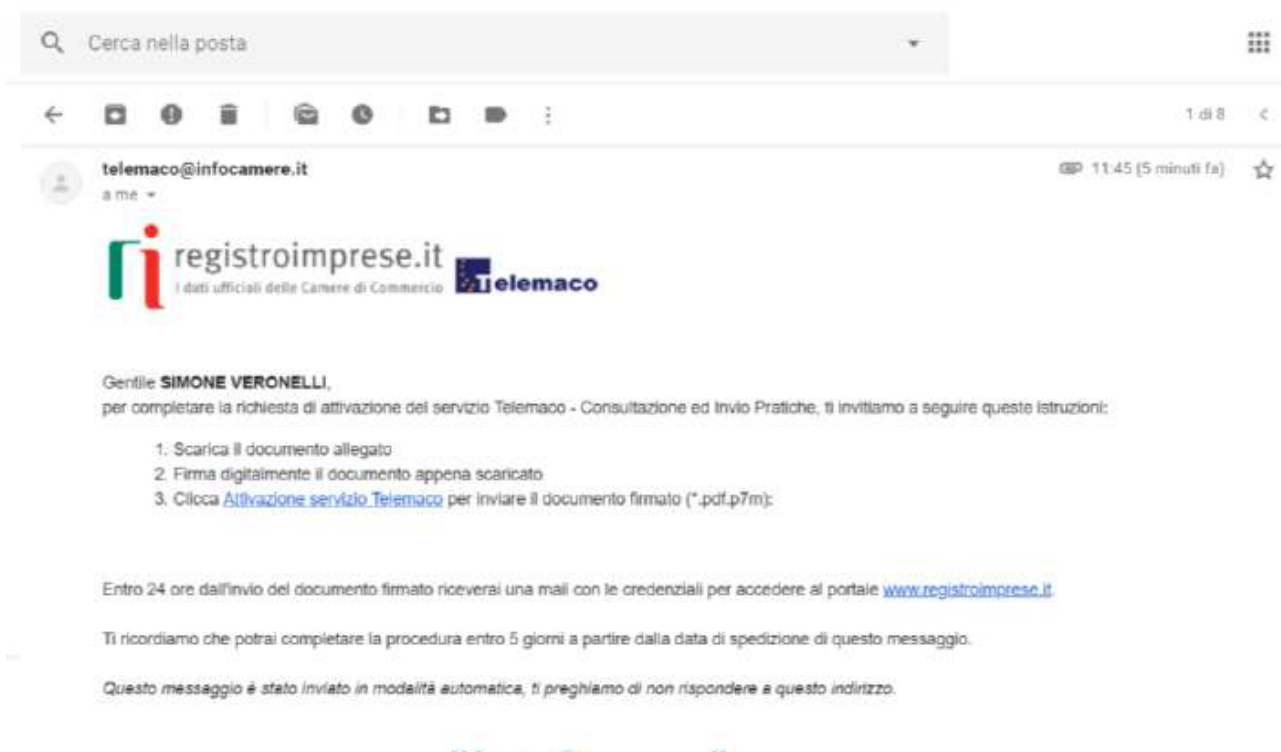 Cerca nella posta
1 di 8
telemaco@infocamere.it
11:45 (5 minuti fa)
a me
registroimprese.it
I dati ufficiali delle Camere di Commercio
Telemaco
Gentile SIMONE VERONELLI,
per completare la richiesta di attivazione del servizio Telemaco - Consultazione ed Invio Pratiche, ti invitiamo a seguire queste istruzioni:
1. Scarica il documento allegato
2. Firma digitalmente il documento appena scaricato
3. Clicca Attivazione servizio Telemaco per inviare il documento firmato (*.pdf.p7m):
Entro 24 ore dall'invio del documento firmato riceverai una mail con le credenziali per accedere al portale www.registroimprese.it.
Ti ricordiamo che potrai completare la procedura entro 5 giorni a partire dalla data di spedizione di questo messaggio.
Questo messaggio è stato inviato in modalità automatica, ti preghiamo di non rispondere a questo indirizzo.